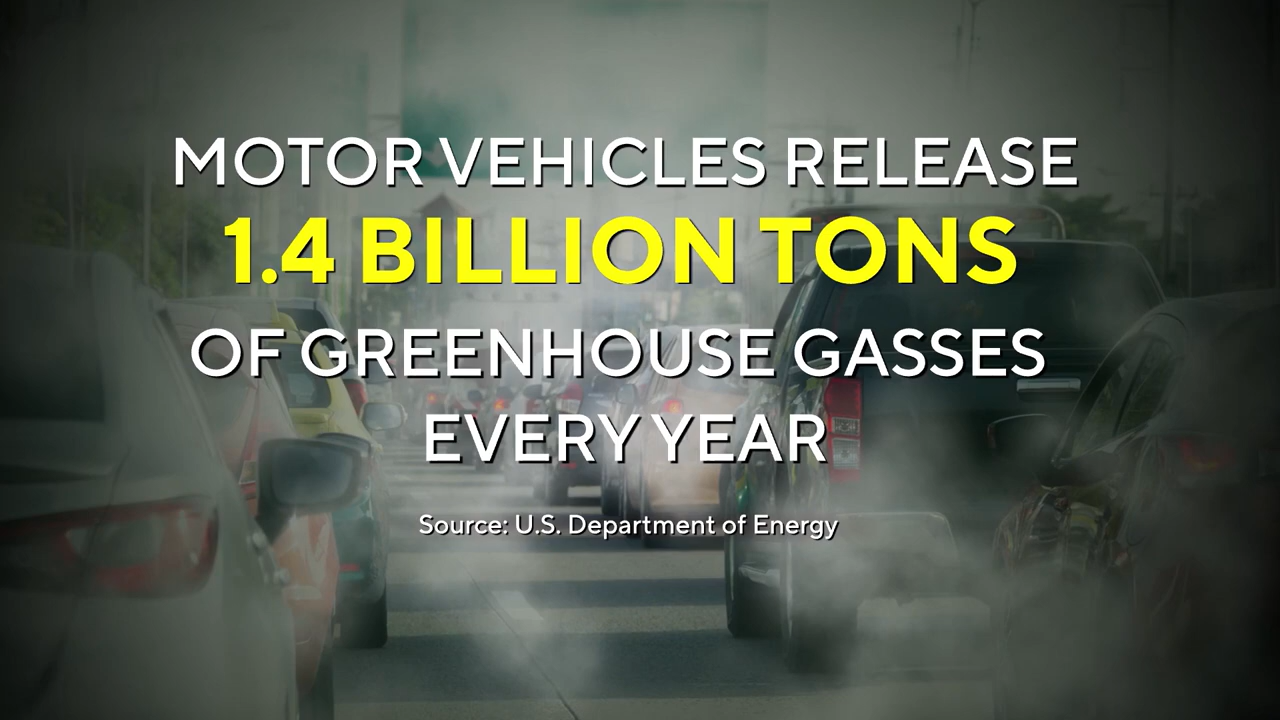 MOTOR VEHICLES RELEASE
1.4 BILLION TONS
OF GREENHOUSE GASSES
EVERY YEAR
Source: U.S. Department of Energy